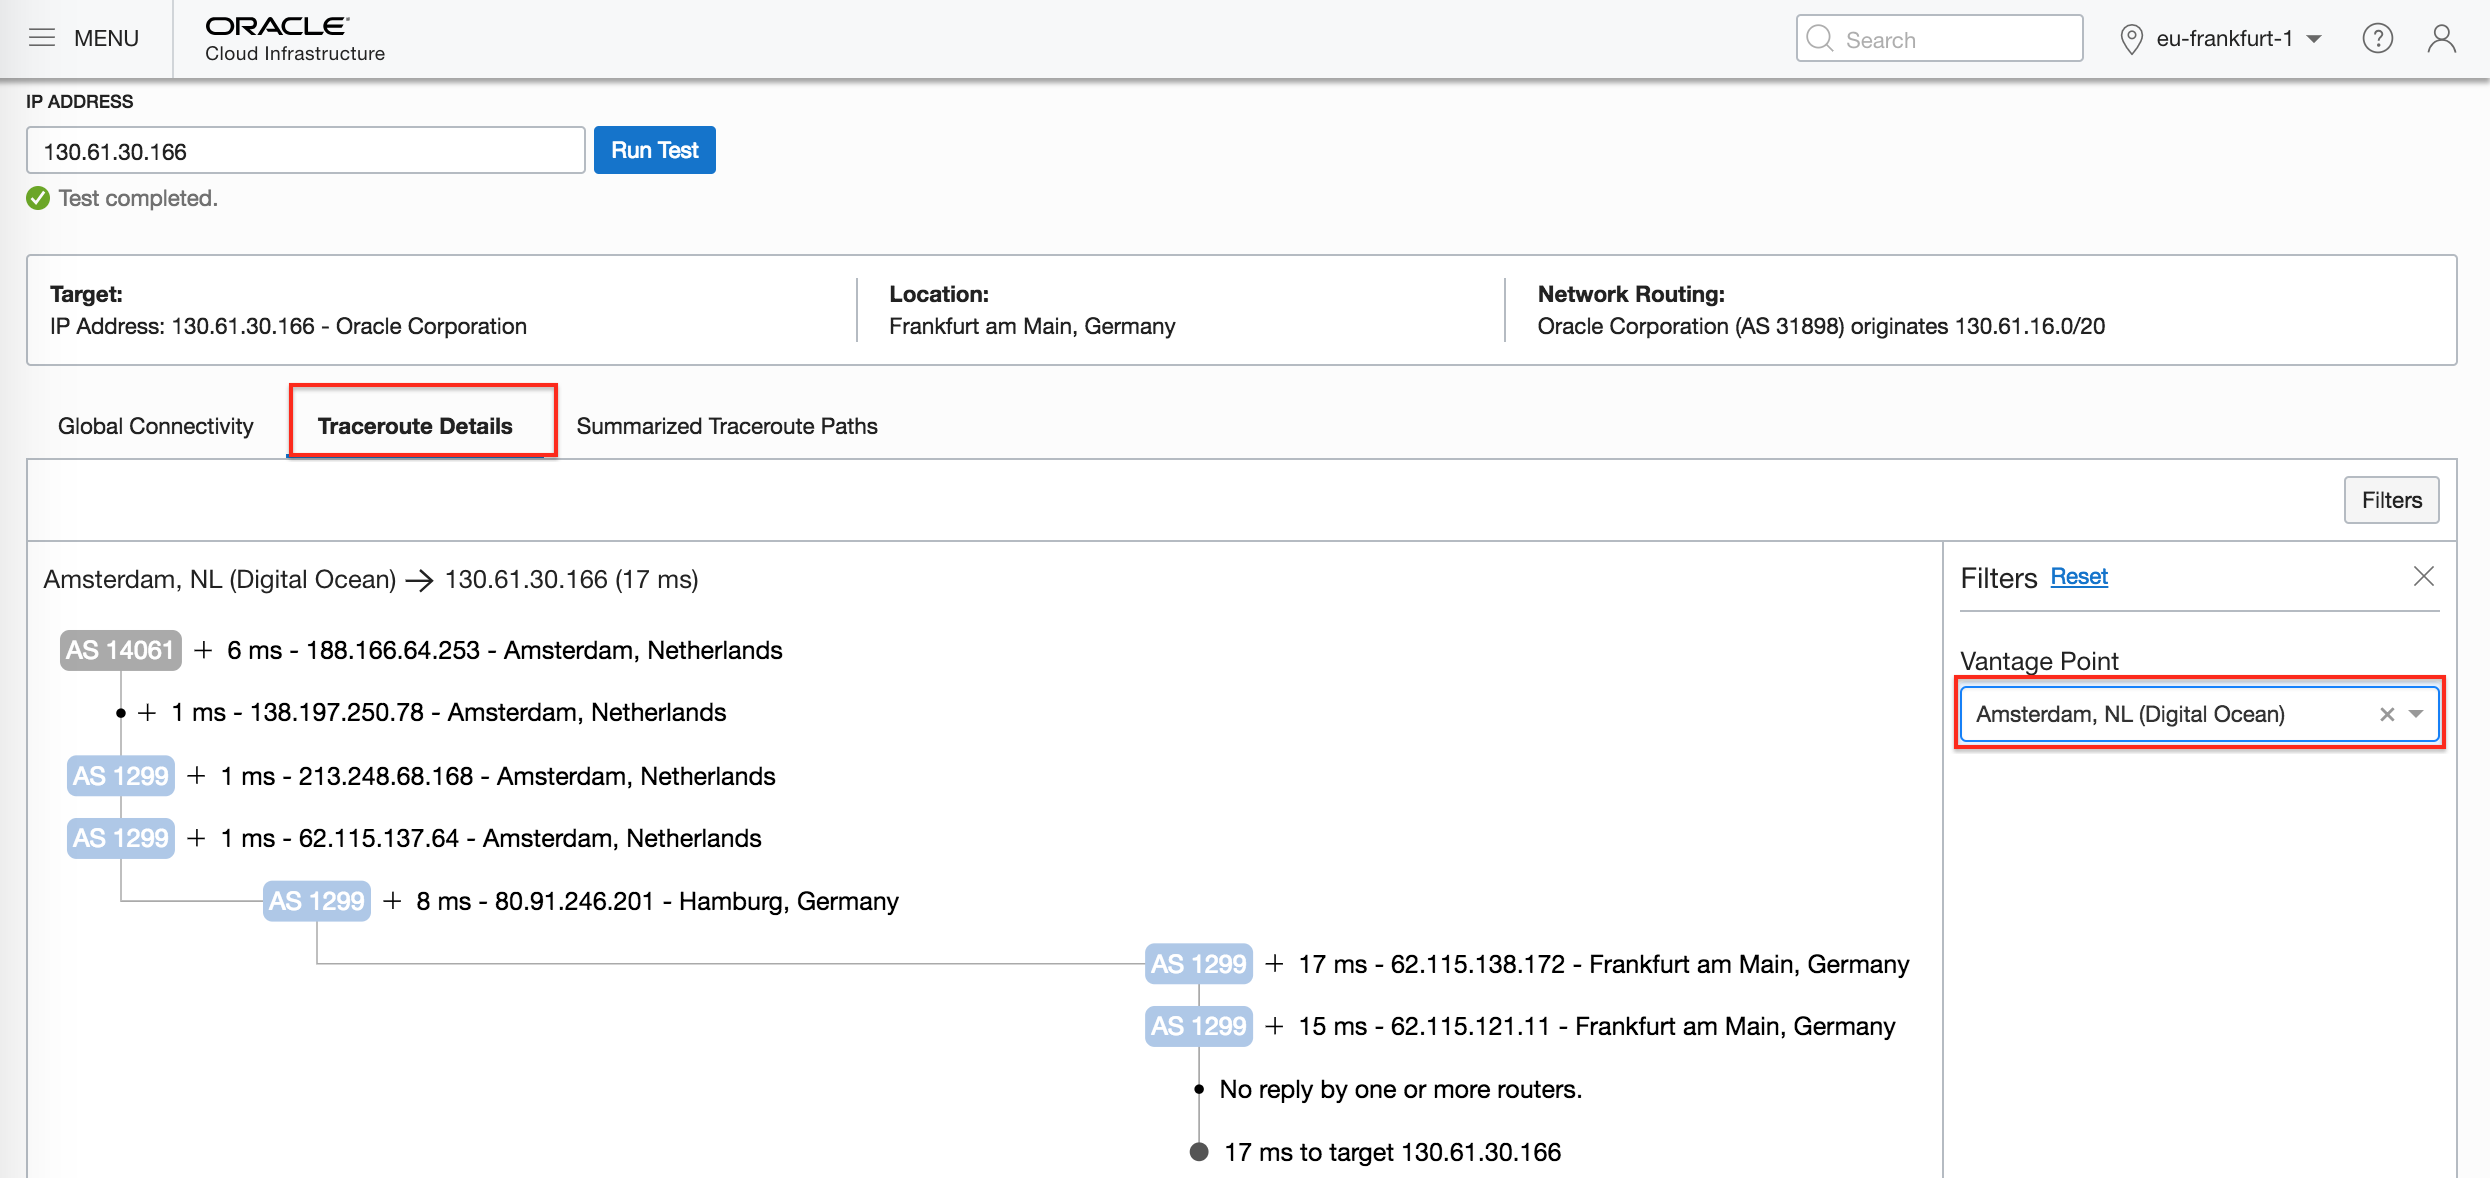 MENU
ORACLE
Cloud Infrastructure
Search
eu-frankfurt-1
?
IP ADDRESS
130.61.30.166
Run Test
Test completed.
Target:
IP Address: 130.61.30.166 - Oracle Corporation
Location:
Frankfurt am Main, Germany
Network Routing:
Oracle Corporation (AS 31898) originates 130.61.16.0/20
Global Connectivity
Traceroute Details
Summarized Traceroute Paths
Filters
Amsterdam, NL (Digital Ocean) → 130.61.30.166 (17 ms)
AS 14061 + 6 ms - 188.166.64.253 - Amsterdam, Netherlands
+ 1 ms - 138.197.250.78 - Amsterdam, Netherlands
AS 1299 + 1 ms - 213.248.68.168 - Amsterdam, Netherlands
AS 1299 + 1 ms - 62.115.137.64 - Amsterdam, Netherlands
AS 1299 + 8 ms - 80.91.246.201 - Hamburg, Germany
AS 1299 + 17 ms - 62.115.138.172 - Frankfurt am Main, Germany
AS 1299 + 15 ms - 62.115.121.11 - Frankfurt am Main, Germany
No reply by one or more routers.
17 ms to target 130.61.30.166
Filters Reset
Vantage Point
Amsterdam, NL (Digital Ocean)